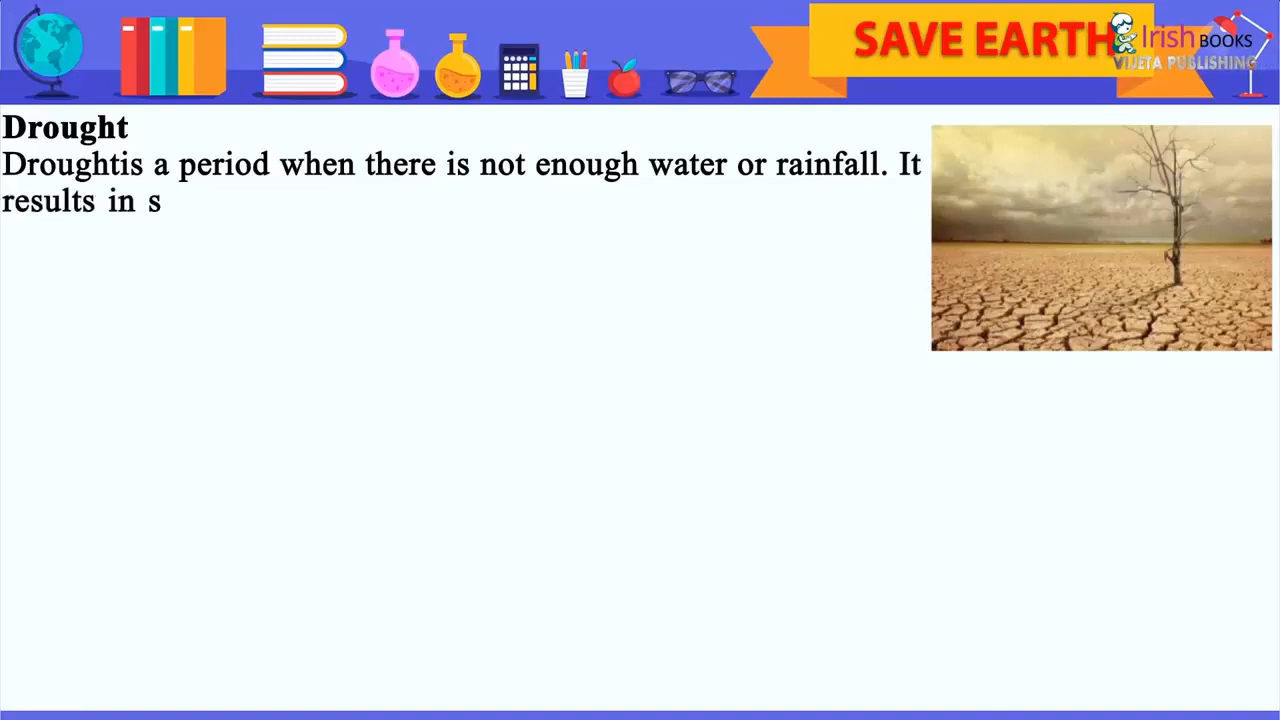 SAVE EARTH
Irish BOOKS
VIJETA PUBLISHING
Drought
Droughtis a period when there is not enough water or rainfall. It
results in s